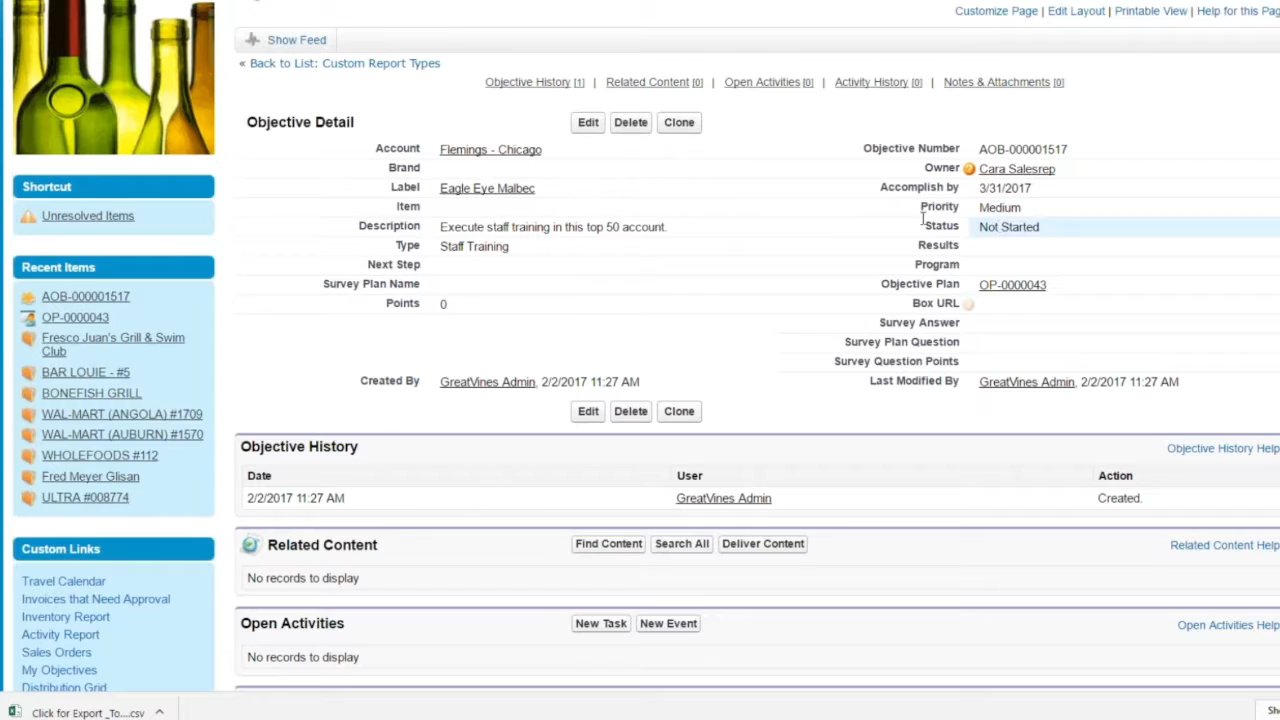 Customize Page | Edit Layout | Printable View | Help for this Pag
Show Feed
« Back to List: Custom Report Types
Objective History [1] | Related Content [0] | Open Activities [0] | Activity History [0] | Notes & Attachments [0]
Objective Detail
Edit Delete Clone
Account Flemings - Chicago
Objective Number AOB-000001517
Brand
Owner Cara Salesrep
Label Eagle Eye Malbec
Accomplish by 3/31/2017
Item
Priority Medium
Description Execute staff training in this top 50 account.
Status Not Started
Type Staff Training
Results
Next Step
Program
Survey Plan Name
Objective Plan OP-0000043
Points 0
Box URL
Survey Answer
Survey Plan Question
Survey Question Points
Created By GreatVines Admin, 2/2/2017 11:27 AM
Last Modified By GreatVines Admin, 2/2/2017 11:27 AM
Edit Delete Clone
Objective History
Objective History Help
Date User Action
2/2/2017 11:27 AM GreatVines Admin Created.
Related Content
Find Content Search All Deliver Content
Related Content Help
No records to display
Open Activities
New Task New Event
Open Activities Help
No records to display
Shortcut
Unresolved Items
Recent Items
AOB-000001517
OP-0000043
Fresco Juan's Grill & Swim
Club
BAR LOUIE - #5
BONEFISH GRILL
WAL-MART (ANGOLA) #1709
WAL-MART (AUBURN) #1570
WHOLEFOODS #112
Fred Meyer Glisan
ULTRA #008774
Custom Links
Travel Calendar
Invoices that Need Approval
Inventory Report
Activity Report
Sales Orders
My Objectives
Distribution Grid
Click for Export _To....csv
Sh